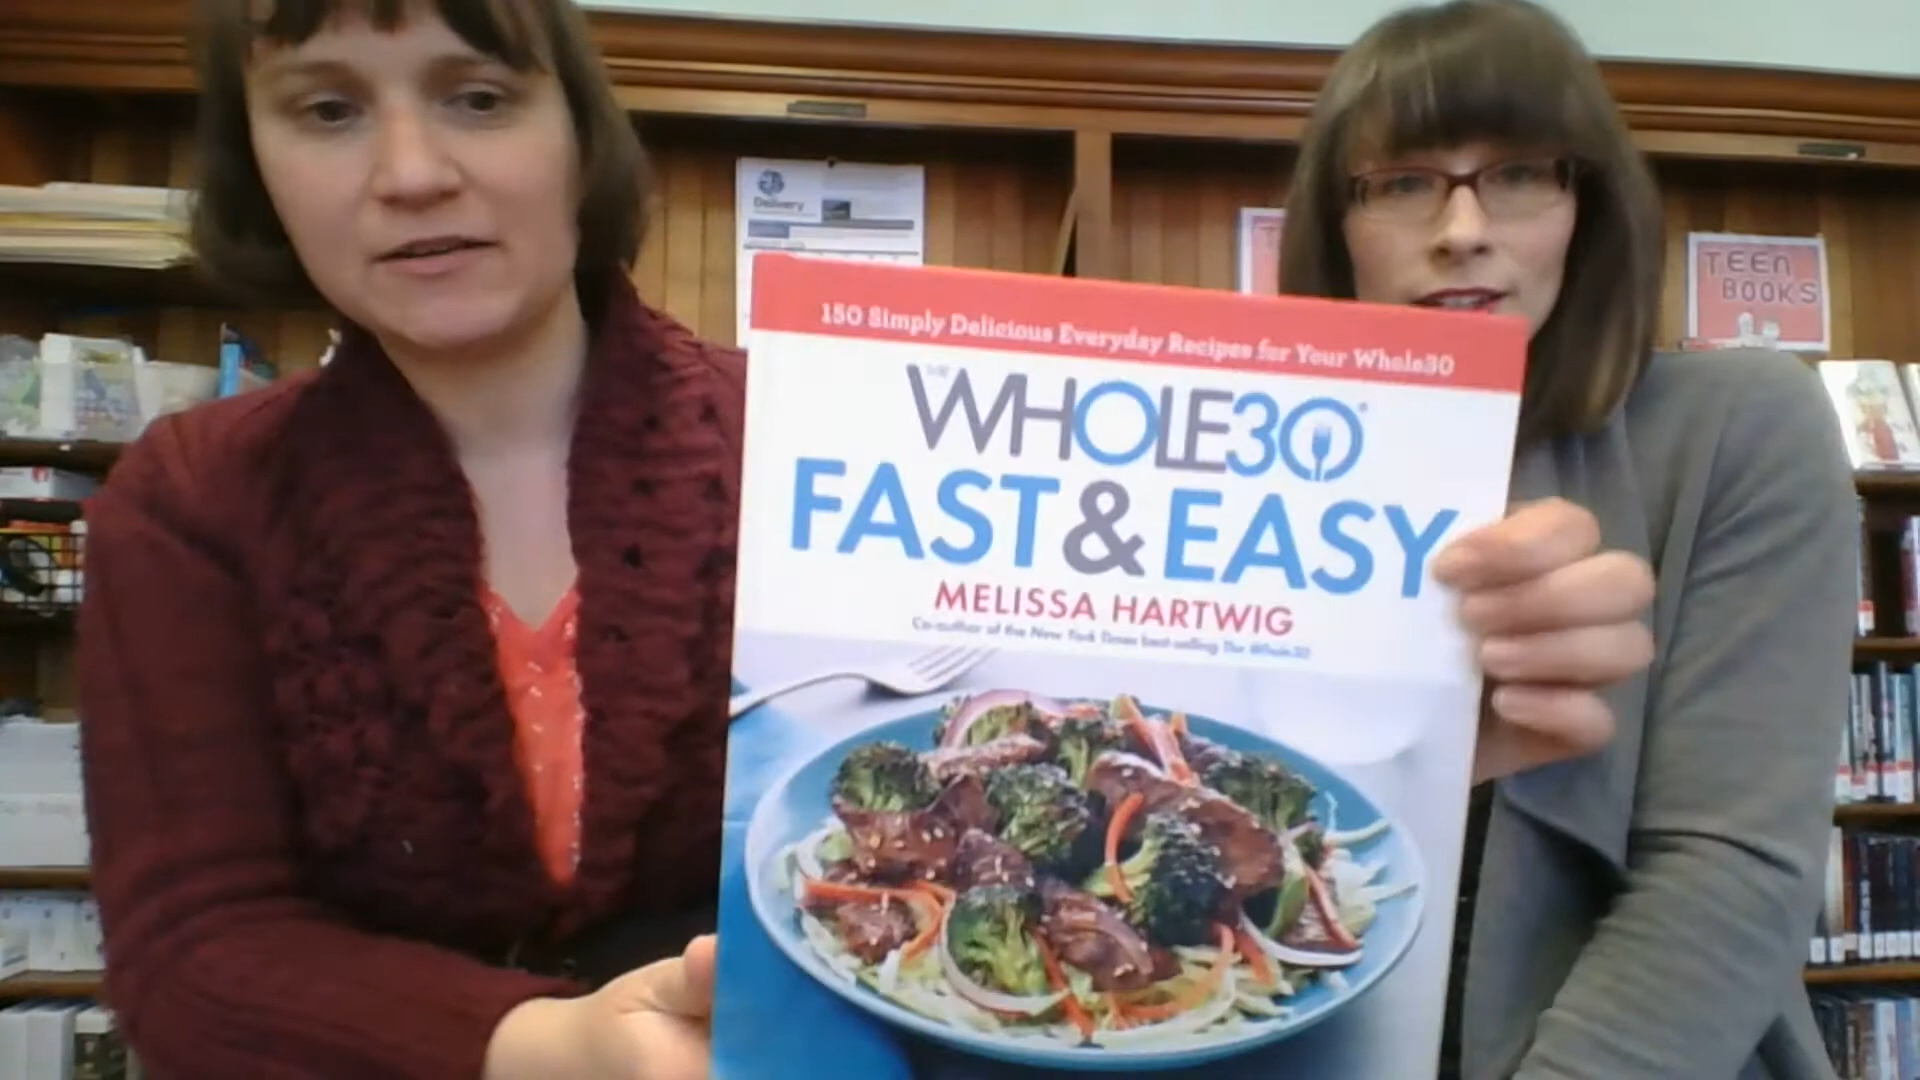 Delivery
TEEN
BOOKS
150 Simply Delicious Everyday Recipes for Your Whole30
THE
WHOLE30®
FAST & EASY
MELISSA HARTWIG
Co-author of the New York Times best-selling The Whole30